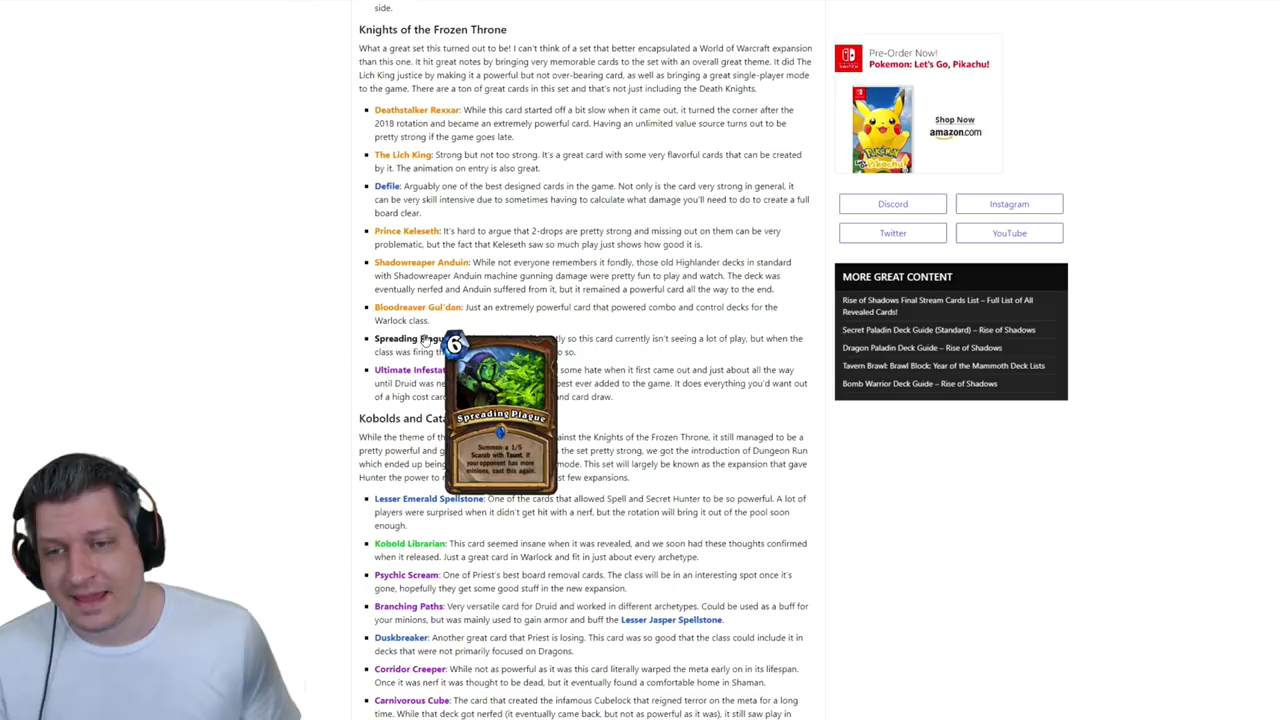 side.
Knights of the Frozen Throne
What a great set this turned out to be! I can't think of a set that better encapsulated a World of Warcraft expansion
than this one. It hit great notes by bringing very memorable cards to the set with an overall great theme. It did The
Lich King justice by making it a powerful but not over-bearing card, as well as bringing a great single-player mode
to the game. There are a ton of great cards in this set and that's not just including the Death Knights.
Deathstalker Rexxar: While this card started off a bit slow when it came out, it turned the corner after the
2018 rotation and became an extremely powerful card. Having an unlimited value source turns out to be
pretty strong if the game goes late.
The Lich King: Strong but not too strong. It's a great card with some very flavorful cards that can be created
by it. The animation on entry is also great.
Defile: Arguably one of the best designed cards in the game. Not only is the card very strong in general, it
can be very skill intensive due to sometimes having to calculate what damage you'll need to do to create a full
board clear.
Prince Keleseth: It's hard to argue that 2-drops are pretty strong and missing out on them can be very
problematic, but the fact that Keleseth saw so much play just shows how good it is.
Shadowreaper Anduin: While not everyone remembers it fondly, those old Highlander decks in standard
with Shadowreaper Anduin machine gunning damage were pretty fun to play and watch. The deck was
eventually nerfed and Anduin suffered from it, but it remained a powerful card all the way to the end.
Bloodreaver Gul'dan: Just an extremely powerful card that powered combo and control decks for the
Warlock class.
Spreading so this card currently isn't seeing a lot of play, but when the
class was firing so.
Ultimate some hate when it first came out and just about all the way
until Druid was best ever added to the game. It does everything you'd want out
of a high cost and card draw.
6
Spreading Plague
Summon a 1/5
Scarab with Taunt. If
your opponent has more
minions, cast this again.
Kobolds and
While the theme of against the Knights of the Frozen Throne, it still managed to be a
pretty powerful and the set pretty strong, we got the introduction of Dungeon Run
which ended up being mode. This set will largely be known as the expansion that gave
Hunter the power to few expansions.
Lesser Emerald Spellstone: One of the cards that allowed Spell and Secret Hunter to be so powerful. A lot of
players were surprised when it didn't get hit with a nerf, but the rotation will bring it out of the pool soon
enough.
Kobold Librarian: This card seemed insane when it was revealed, and we soon had these thoughts confirmed
when it released. Just a great card in Warlock and fit in just about every archetype.
Psychic Scream: One of Priest's best board removal cards. The class will be in an interesting spot once it's
gone, hopefully they get some good stuff in the new expansion.
Branching Paths: Very versatile card for Druid and worked in different archetypes. Could be used as a buff for
your minions, but was mainly used to gain armor and buff the Lesser Jasper Spellstone.
Duskbreaker: Another great card that Priest is losing. This card was so good that the class could include it in
decks that were not primarily focused on Dragons.
Corridor Creeper: While not as powerful as it was this card literally warped the meta early on in its lifespan.
Once it was nerf it was thought to be dead, but it eventually found a comfortable home in Shaman.
Carnivorous Cube: The card that created the infamous Cubelock that reigned terror on the meta for a long
time. While that deck got nerfed (it eventually came back, but not as powerful as it was), it still saw play in
Pre-Order Now!
Pokemon: Let's Go, Pikachu!
Shop Now
amazon.com
Discord
Instagram
Twitter
YouTube
MORE GREAT CONTENT
Rise of Shadows Final Stream Cards List – Full List of All
Revealed Cards!
Secret Paladin Deck Guide (Standard) – Rise of Shadows
Dragon Paladin Deck Guide – Rise of Shadows
Tavern Brawl: Brawl Block: Year of the Mammoth Deck Lists
Bomb Warrior Deck Guide – Rise of Shadows